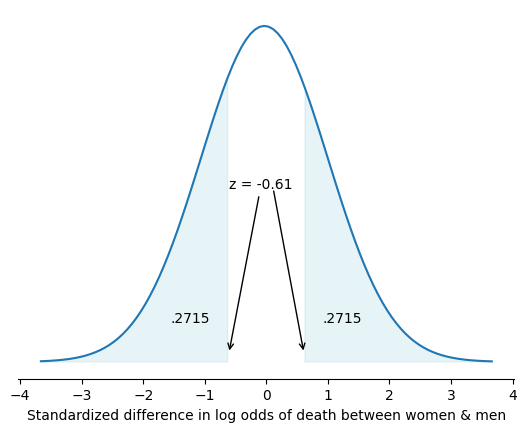 z = -0.61
.2715 .2715
−4 −3 −2 −1 0 1 2 3 4
Standardized difference in log odds of death between women & men